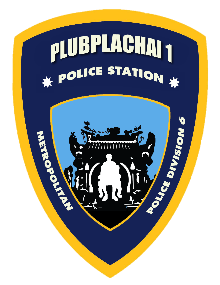 PLUBPLACHAI 1
POLICE STATION
METROPOLITAN
POLICE DIVISION 6